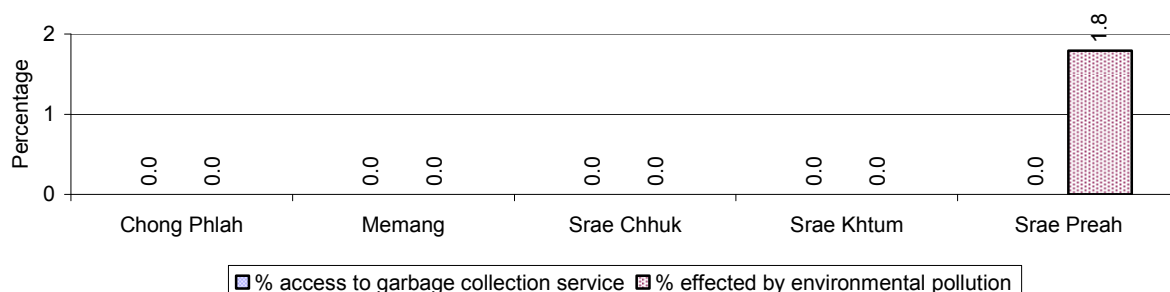 1.8
2
Percentage
1
0.0 0.0 0.0 0.0 0.0 0.0 0.0 0.0 0.0
0
Chong Phlah Memang Srae Chhuk Srae Khtum Srae Preah
% access to garbage collection service % effected by environmental pollution